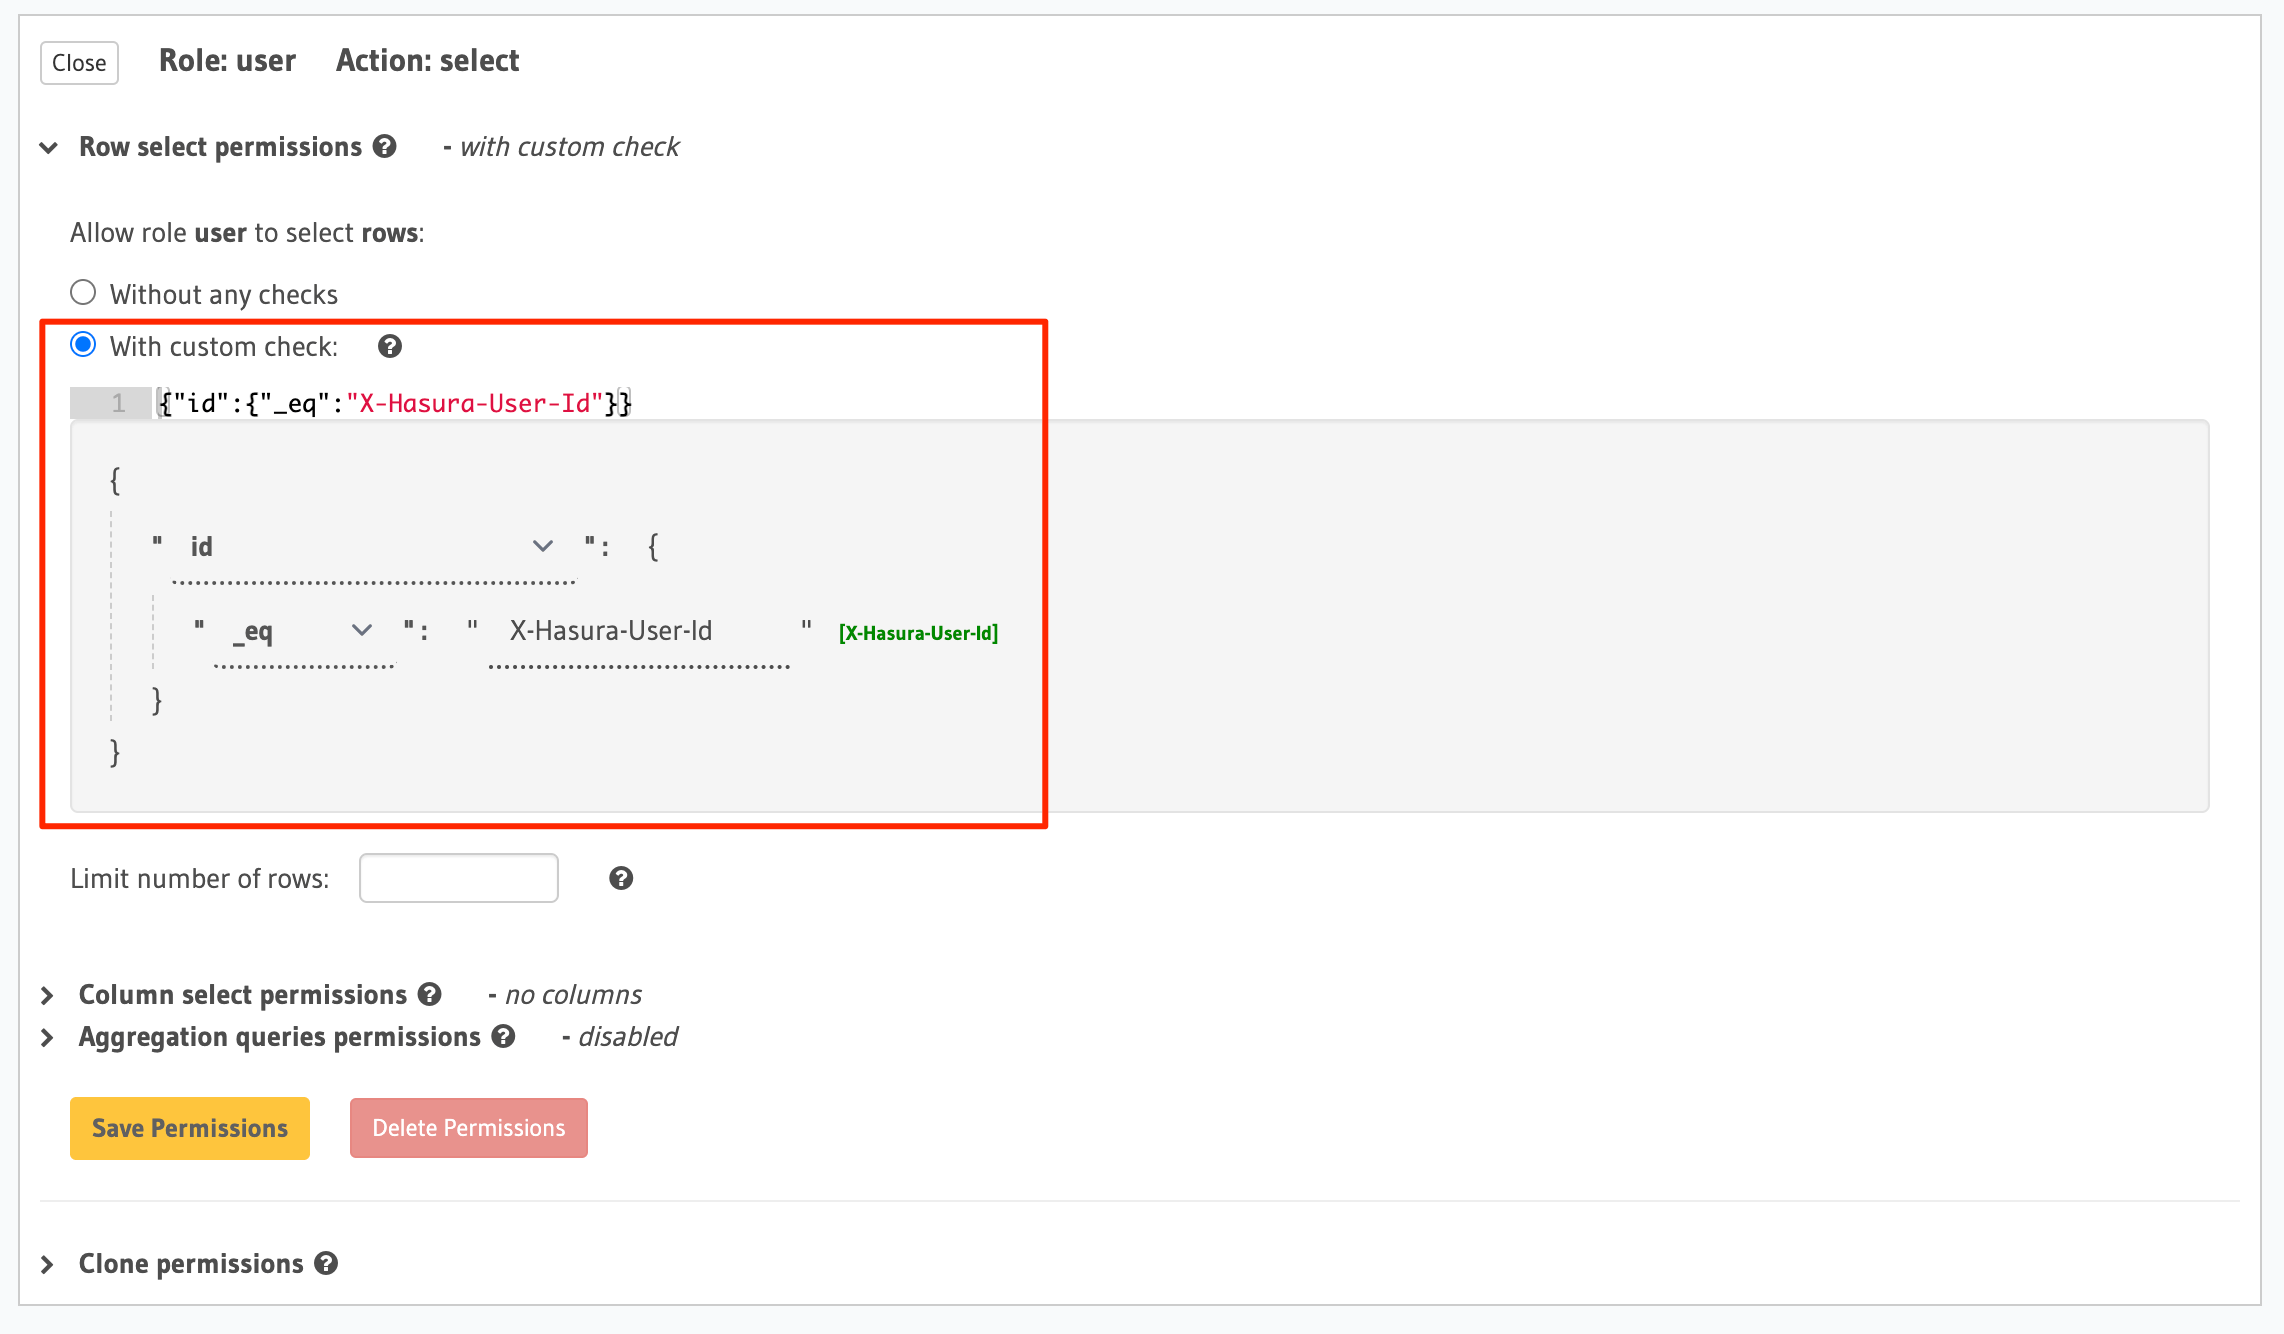 Close Role: user Action: select
Row select permissions ? - with custom check
Allow role user to select rows:
Without any checks
With custom check: ?
1 {"id":{"_eq":"X-Hasura-User-Id"}}
{
" id ": {
" _eq ": " X-Hasura-User-Id " [X-Hasura-User-Id]
}
}
Limit number of rows: ?
Column select permissions ? - no columns
Aggregation queries permissions ? - disabled
Save Permissions Delete Permissions
Clone permissions ?